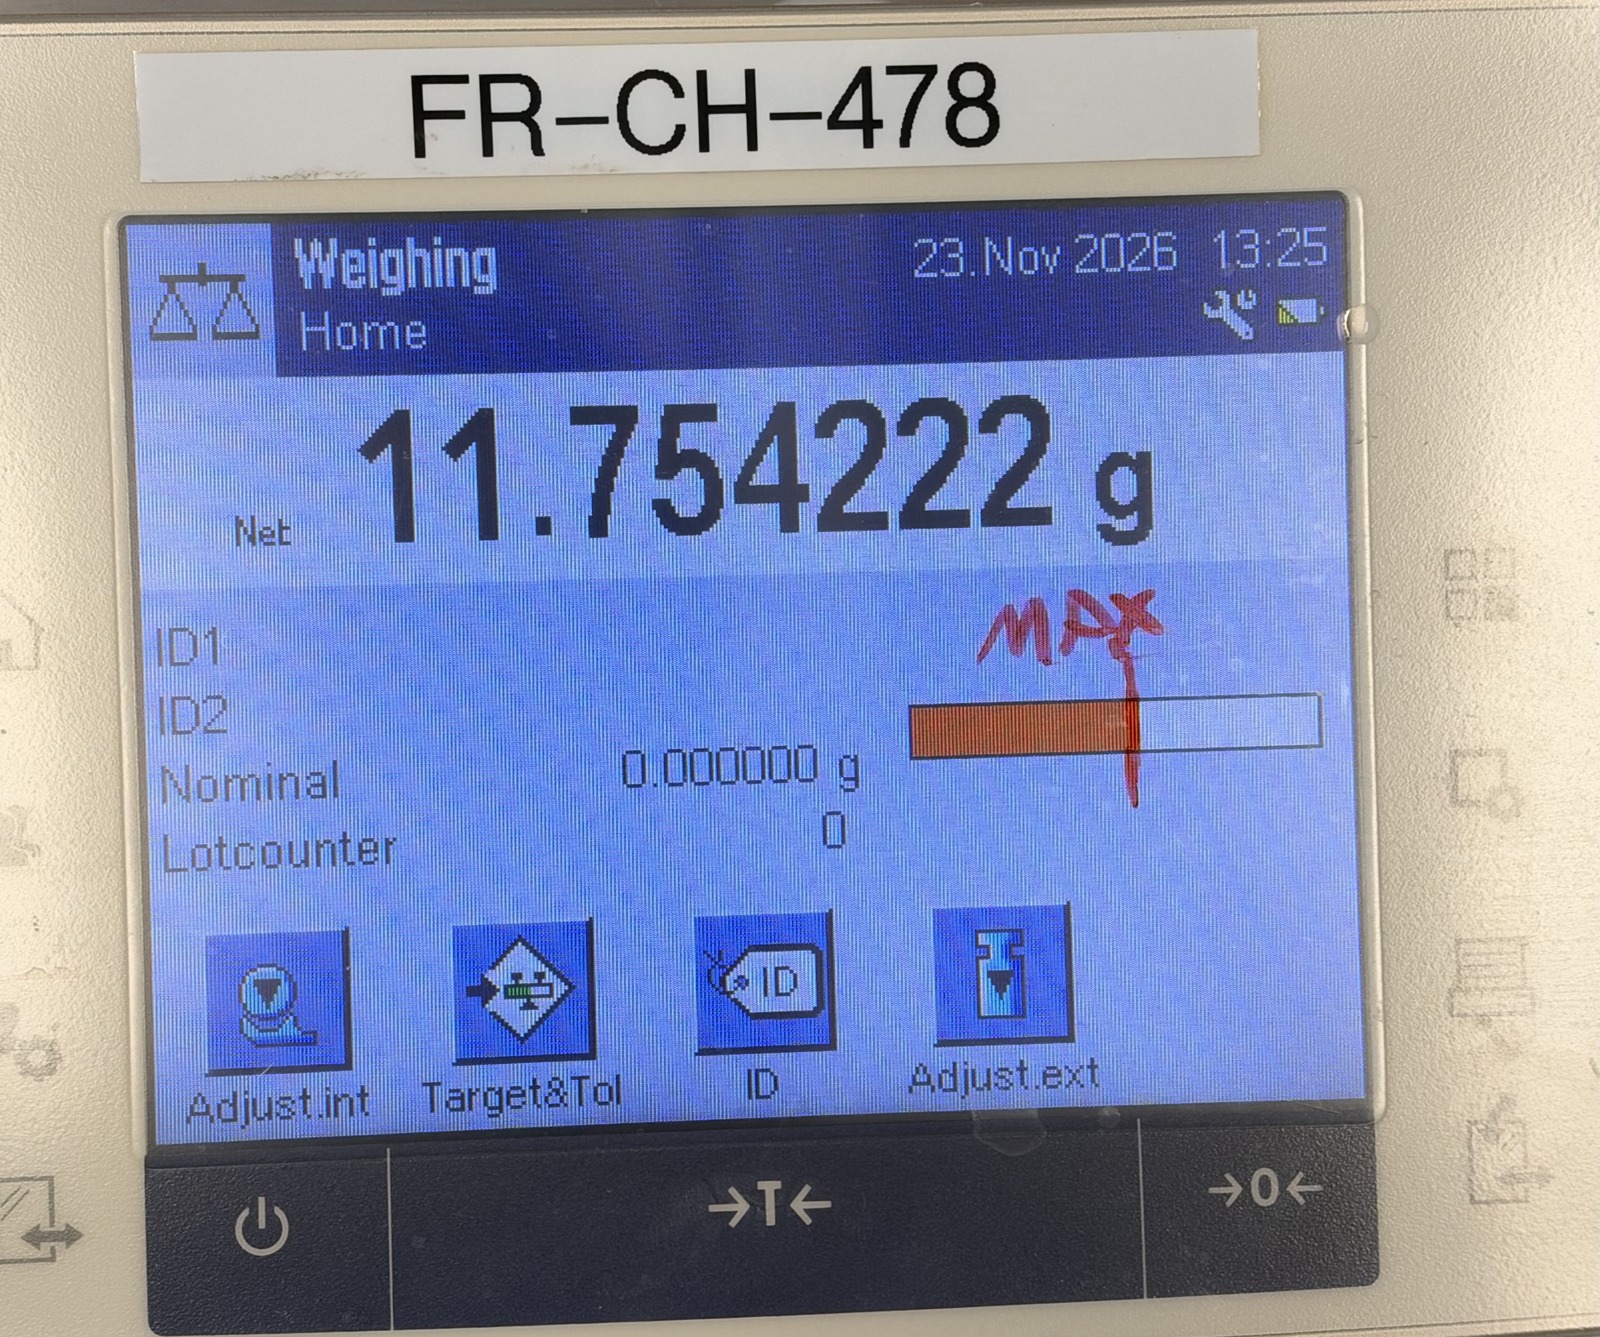 FR-CH-478
Weighing
23.Nov 2026 13:25
Home
11.754222 g
Net
MAX
ID1
ID2
Nominal 0.000000 g
Lotcounter 0
ID
Adjust.int Target&Tol ID Adjust.ext
→T← →0←